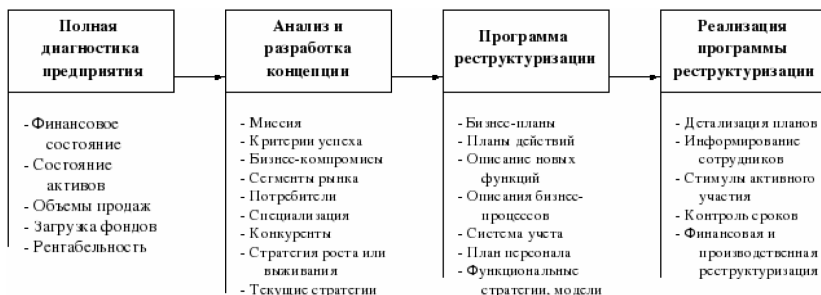 Полная
диагностика
предприятия
- Финансовое
состояние
- Состояние
активов
- Объемы продаж
- Загрузка фондов
- Рентабельность
Анализ и
разработка
концепции
- Миссия
- Критерии успеха
- Бизнес-компромисы
- Сегменты рынка
- Потребители
- Специализация
- Конкуренты
- Стратегия роста или
выживания
- Текущие стратегии
Программа
реструктуризации
- Бизнес-планы
- Планы действий
- Описание новых
функций
- Описания бизнес-
процессов
- Система учета
- План персонала
- Функциональные
стратегии, модели
Реализация
программы
реструктуризации
- Детализация планов
- Информирование
сотрудников
- Стимулы активного
участия
- Контроль сроков
- Финансовая и
производственная
реструктуризация